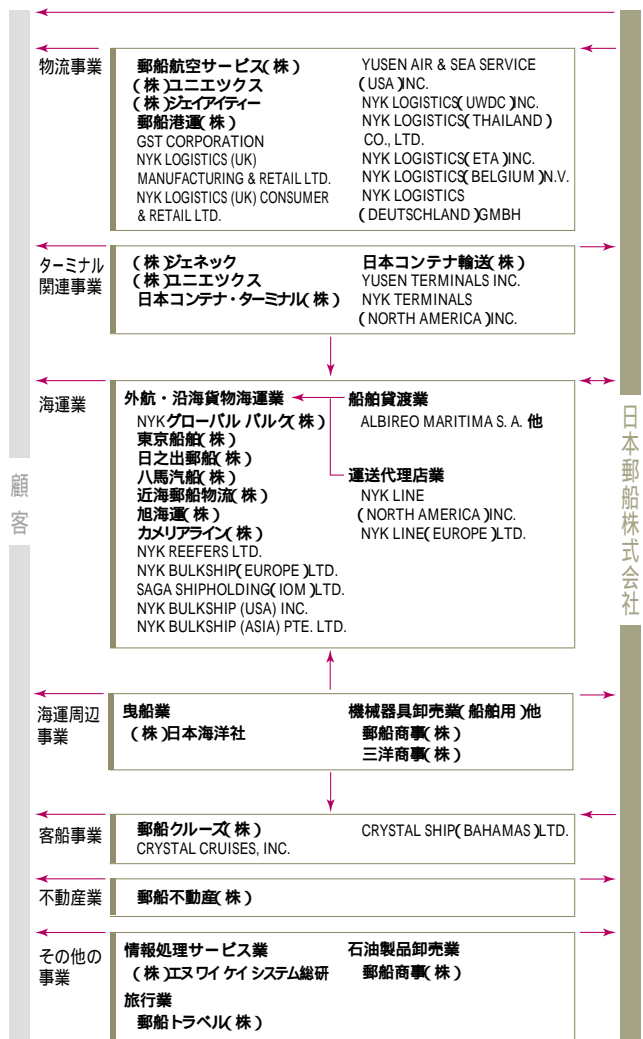 顧客
日本郵船株式会社
物流事業
郵船航空サービス(株)
(株)ユニエツクス
(株)ジェイアイティー
郵船港運(株)
GST CORPORATION
NYK LOGISTICS (UK)
MANUFACTURING & RETAIL LTD.
NYK LOGISTICS (UK) CONSUMER
& RETAIL LTD.
YUSEN AIR & SEA SERVICE
(USA)INC.
NYK LOGISTICS(UWDC)INC.
NYK LOGISTICS(THAILAND)
CO., LTD.
NYK LOGISTICS(ETA)INC.
NYK LOGISTICS(BELGIUM)N.V.
NYK LOGISTICS
(DEUTSCHLAND)GMBH
ターミナル
関連事業
(株)ジェネック
(株)ユニエツクス
日本コンテナ・ターミナル(株)
日本コンテナ輸送(株)
YUSEN TERMINALS INC.
NYK TERMINALS
(NORTH AMERICA)INC.
海運業
外航・沿海貨物海運業
NYKグローバル バルク(株)
東京船舶(株)
日之出郵船(株)
八馬汽船(株)
近海郵船物流(株)
旭海運(株)
カメリアライン(株)
NYK REEFERS LTD.
NYK BULKSHIP(EUROPE)LTD.
SAGA SHIPHOLDING(IOM)LTD.
NYK BULKSHIP (USA) INC.
NYK BULKSHIP (ASIA) PTE. LTD.
船舶貸渡業
ALBIREO MARITIMA S. A. 他
運送代理店業
NYK LINE
(NORTH AMERICA)INC.
NYK LINE(EUROPE)LTD.
海運周辺
事業
曳船業
(株)日本海洋社
機械器具卸売業(船舶用)他
郵船商事(株)
三洋商事(株)
客船事業
郵船クルーズ(株)
CRYSTAL CRUISES, INC.
CRYSTAL SHIP(BAHAMAS)LTD.
不動産業
郵船不動産(株)
その他の
事業
情報処理サービス業
(株)エヌ ワイ ケイ システム総研
旅行業
郵船トラベル(株)
石油製品卸売業
郵船商事(株)